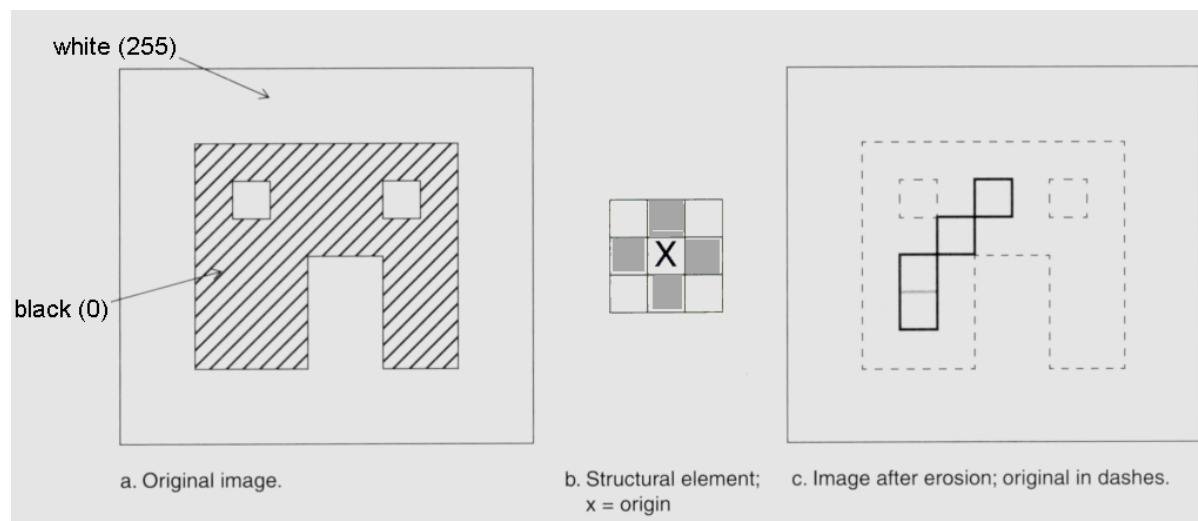 white (255)
black (0)
X
a. Original image.
b. Structural element;
x = origin
c. Image after erosion; original in dashes.